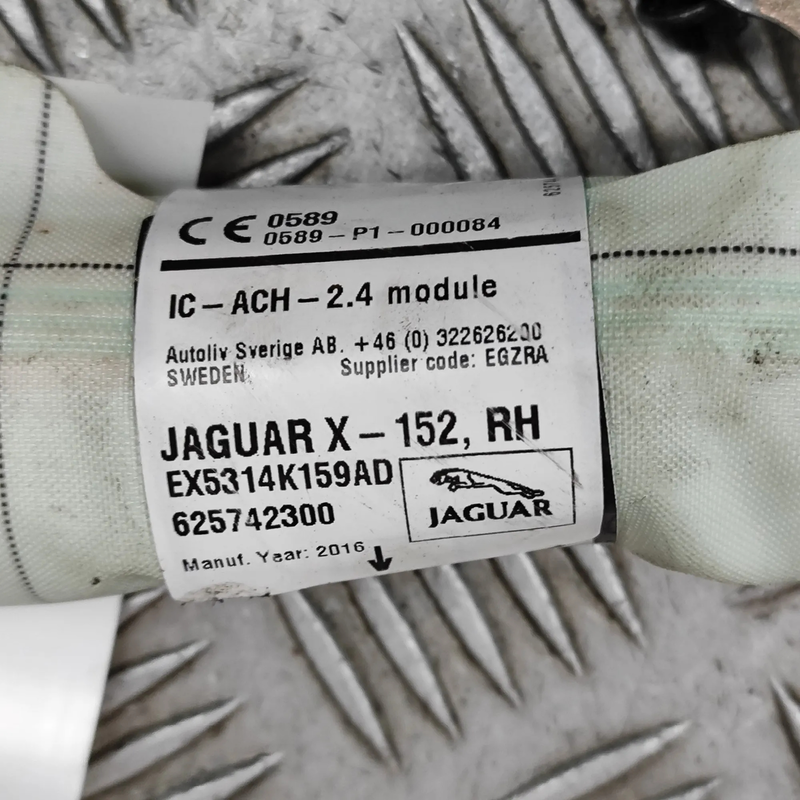 CE 0589
0589-P1-000084
IC-ACH-2.4 module
Autoliv Sverige AB. +46 (0) 322626200
SWEDEN Supplier code: EGZRA
JAGUAR X-152, RH
EX5314K159AD
625742300
JAGUAR
Manuf. Year: 2016